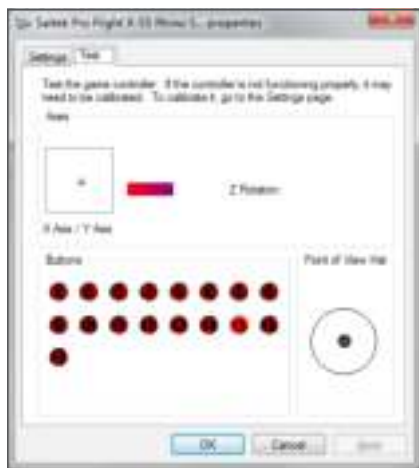 Saitek Pro Flight X-55 Rhino S... properties
Settings Test
Test the game controller. If the controller is not functioning properly, it may
need to be calibrated. To calibrate it, go to the Settings page.
Axes
Z Rotation
X Axis / Y Axis
Buttons
Point of View Hat
OK Cancel Apply